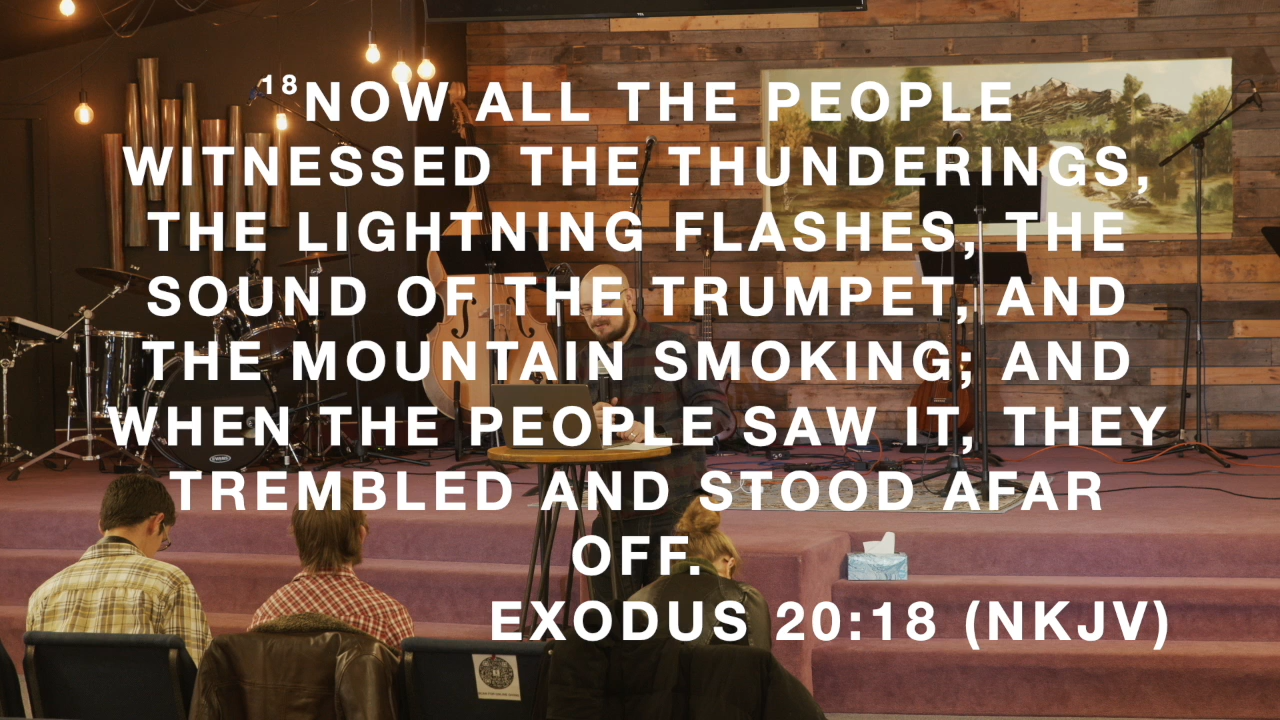 18NOW ALL THE PEOPLE
WITNESSED THE THUNDERINGS,
THE LIGHTNING FLASHES, THE
SOUND OF THE TRUMPET, AND
THE MOUNTAIN SMOKING; AND
WHEN THE PEOPLE SAW IT, THEY
TREMBLED AND STOOD AFAR
OFF.
EXODUS 20:18 (NKJV)